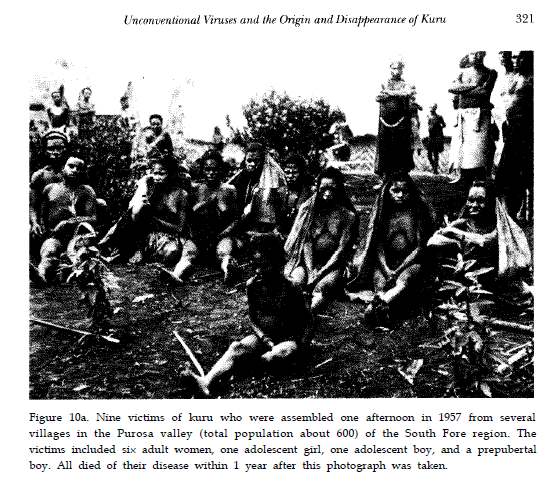 Unconventional Viruses and the Origin and Disappearance of Kuru 321
Figure 10a. Nine victims of kuru who were assembled one afternoon in 1957 from several
villages in the Purosa valley (total population about 600) of the South Fore region. The
victims included six adult women, one adolescent girl, one adolescent boy, and a prepubertal
boy. All died of their disease within 1 year after this photograph was taken.